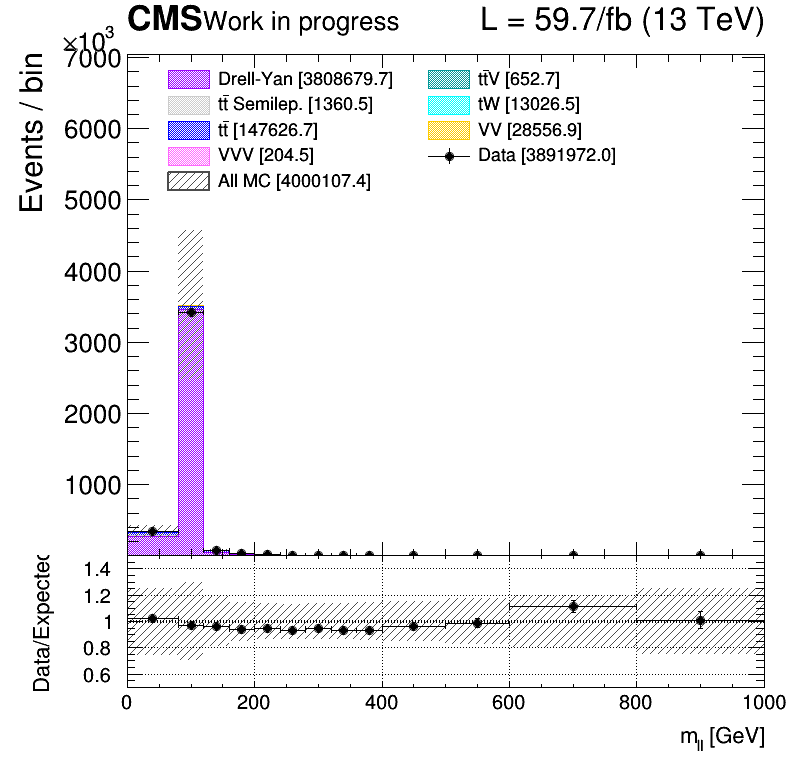 CMS Work in progress L = 59.7/fb (13 TeV)
×10³
Events / bin
7000
6000
5000
4000
3000
2000
1000
Drell-Yan [3808679.7]
tt̄ Semilep. [1360.5]
tt̄ [147626.7]
VVV [204.5]
All MC [4000107.4]
tt̄V [652.7]
tW [13026.5]
VV [28556.9]
Data [3891972.0]
Data/Expected
1.4
1.2
1
0.8
0.6
0 200 400 600 800 1000
m_ll [GeV]